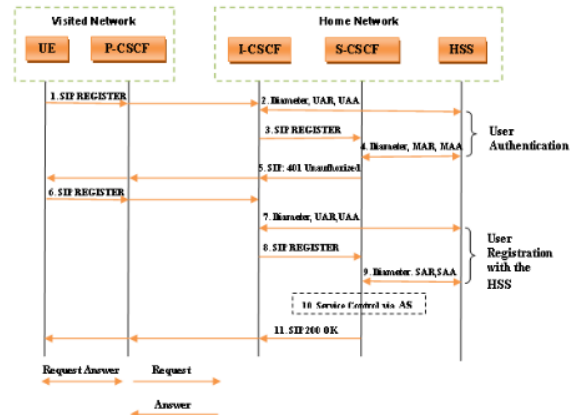 Visited Network
Home Network
UE
P-CSCF
I-CSCF
S-CSCF
HSS
1. SIP REGISTER
2. Diameter, UAR, UAA
3. SIP REGISTER
User
Authentication
4. Diameter, MAR, MAA
5. SIP: 401 Unauthorized
6. SIP REGISTER
7. Diameter, UAR,UAA
8. SIP REGISTER
User
Registration
with the
HSS
9. Diameter. SAR,SAA
10. Service Control via AS
11. SIP 200 OK
Request Answer
Request
Answer